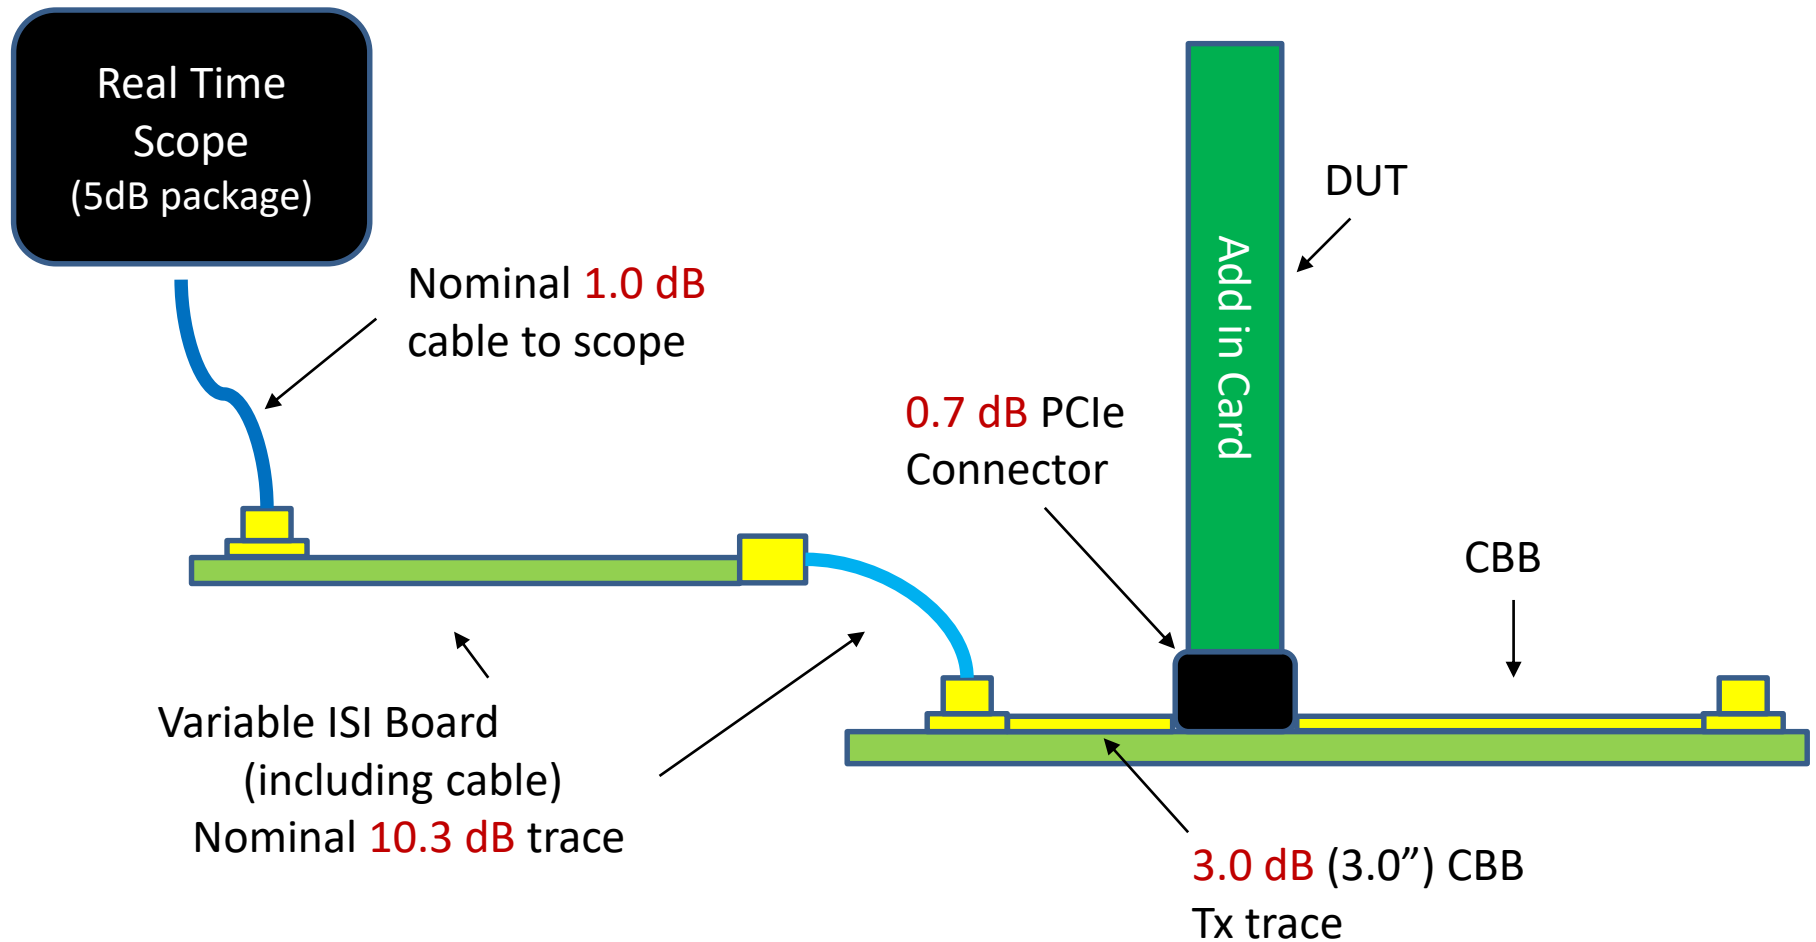 Real Time
Scope
(5dB package)
Nominal 1.0 dB
cable to scope
DUT
Add in Card
0.7 dB PCIe
Connector
CBB
Variable ISI Board
(including cable)
Nominal 10.3 dB trace
3.0 dB (3.0”) CBB
Tx trace